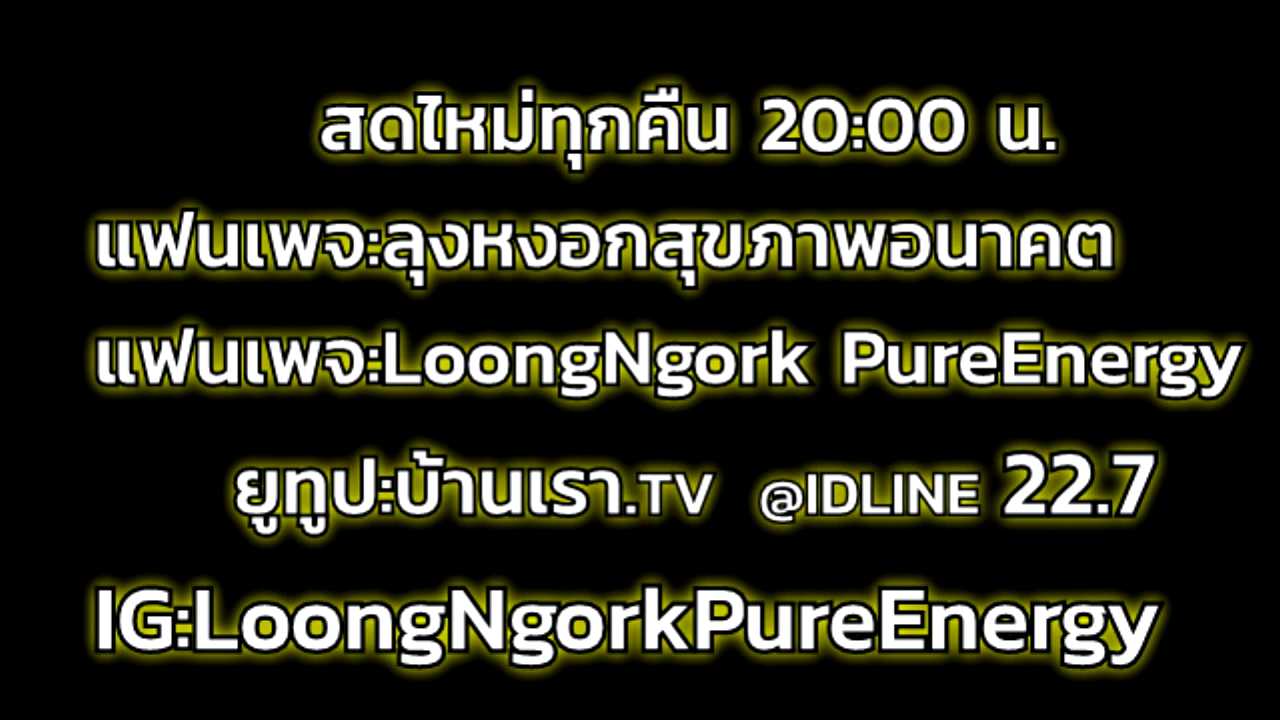 สดไหม่ทุกคืน 20:00 น.
แฟนเพจ:ลุงหงอกสุขภาพอนาคต
แฟนเพจ:LoongNgork PureEnergy
ยูทูป:บ้านเรา.TV @IDLINE 22.7
IG:LoongNgorkPureEnergy